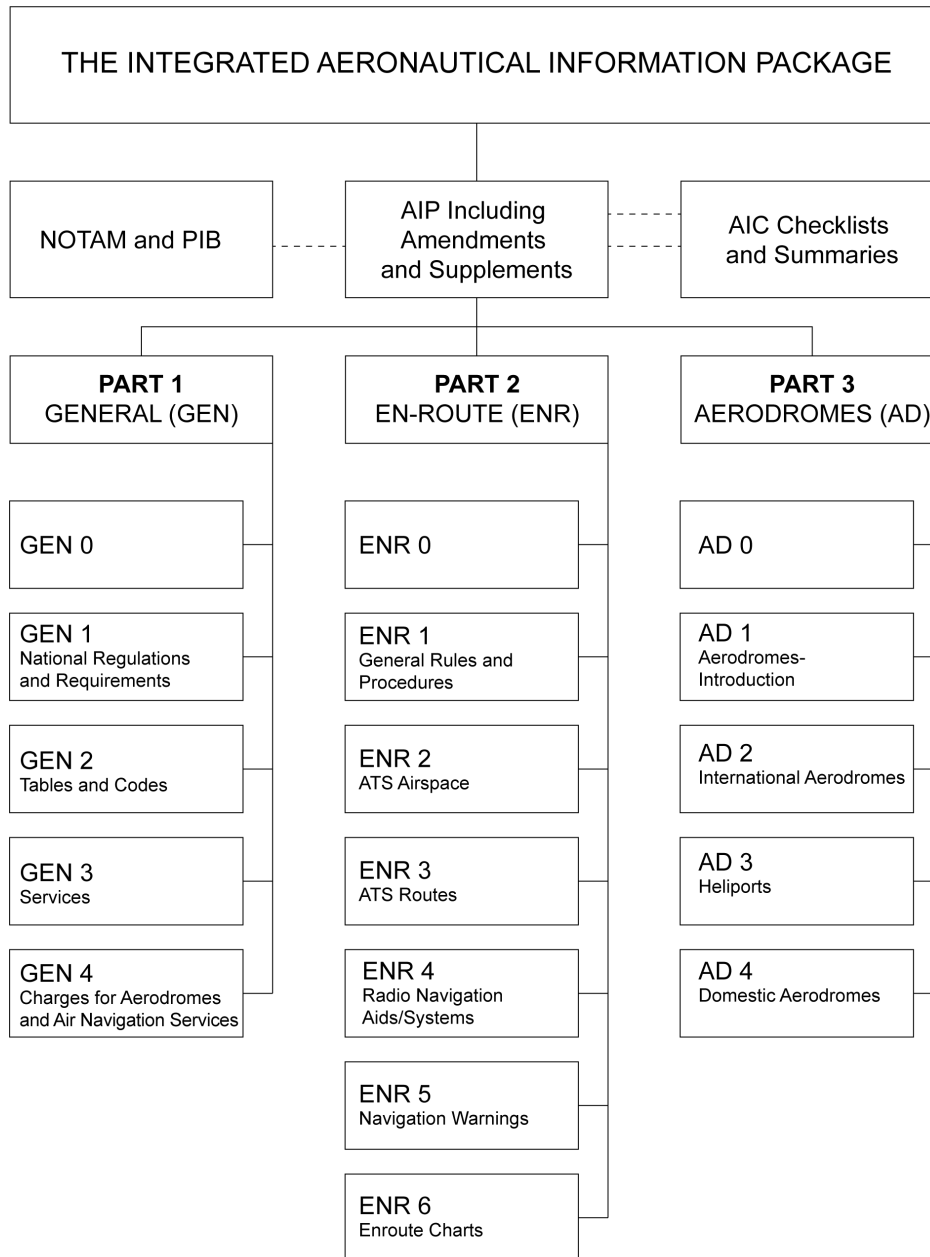 THE INTEGRATED AERONAUTICAL INFORMATION PACKAGE
NOTAM and PIB
AIP Including
Amendments
and Supplements
AIC Checklists
and Summaries
PART 1
GENERAL (GEN)
PART 2
EN-ROUTE (ENR)
PART 3
AERODROMES (AD)
GEN 0
GEN 1
National Regulations
and Requirements
GEN 2
Tables and Codes
GEN 3
Services
GEN 4
Charges for Aerodromes
and Air Navigation Services
ENR 0
ENR 1
General Rules and
Procedures
ENR 2
ATS Airspace
ENR 3
ATS Routes
ENR 4
Radio Navigation
Aids/Systems
ENR 5
Navigation Warnings
ENR 6
Enroute Charts
AD 0
AD 1
Aerodromes-
Introduction
AD 2
International Aerodromes
AD 3
Heliports
AD 4
Domestic Aerodromes